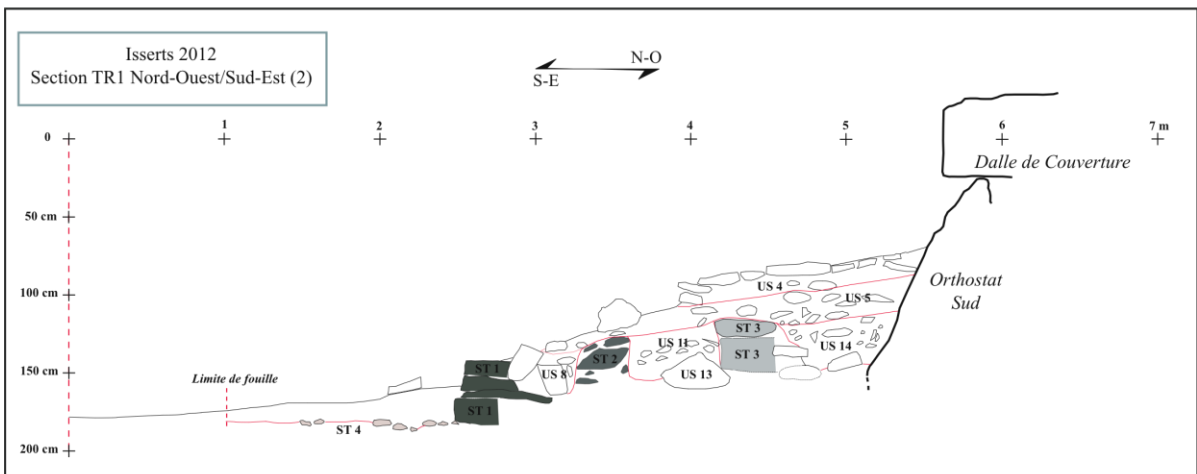 Isserts 2012
Section TR1 Nord-Ouest/Sud-Est (2)
N-O
S-E
0
1
2
3
4
5
6
7 m
Dalle de Couverture
50 cm
100 cm
150 cm
200 cm
Orthostat
Sud
US 4
US 5
ST 3
US 14
US 11
ST 3
ST 2
US 13
US 8
ST 1
ST 1
Limite de fouille
ST 4